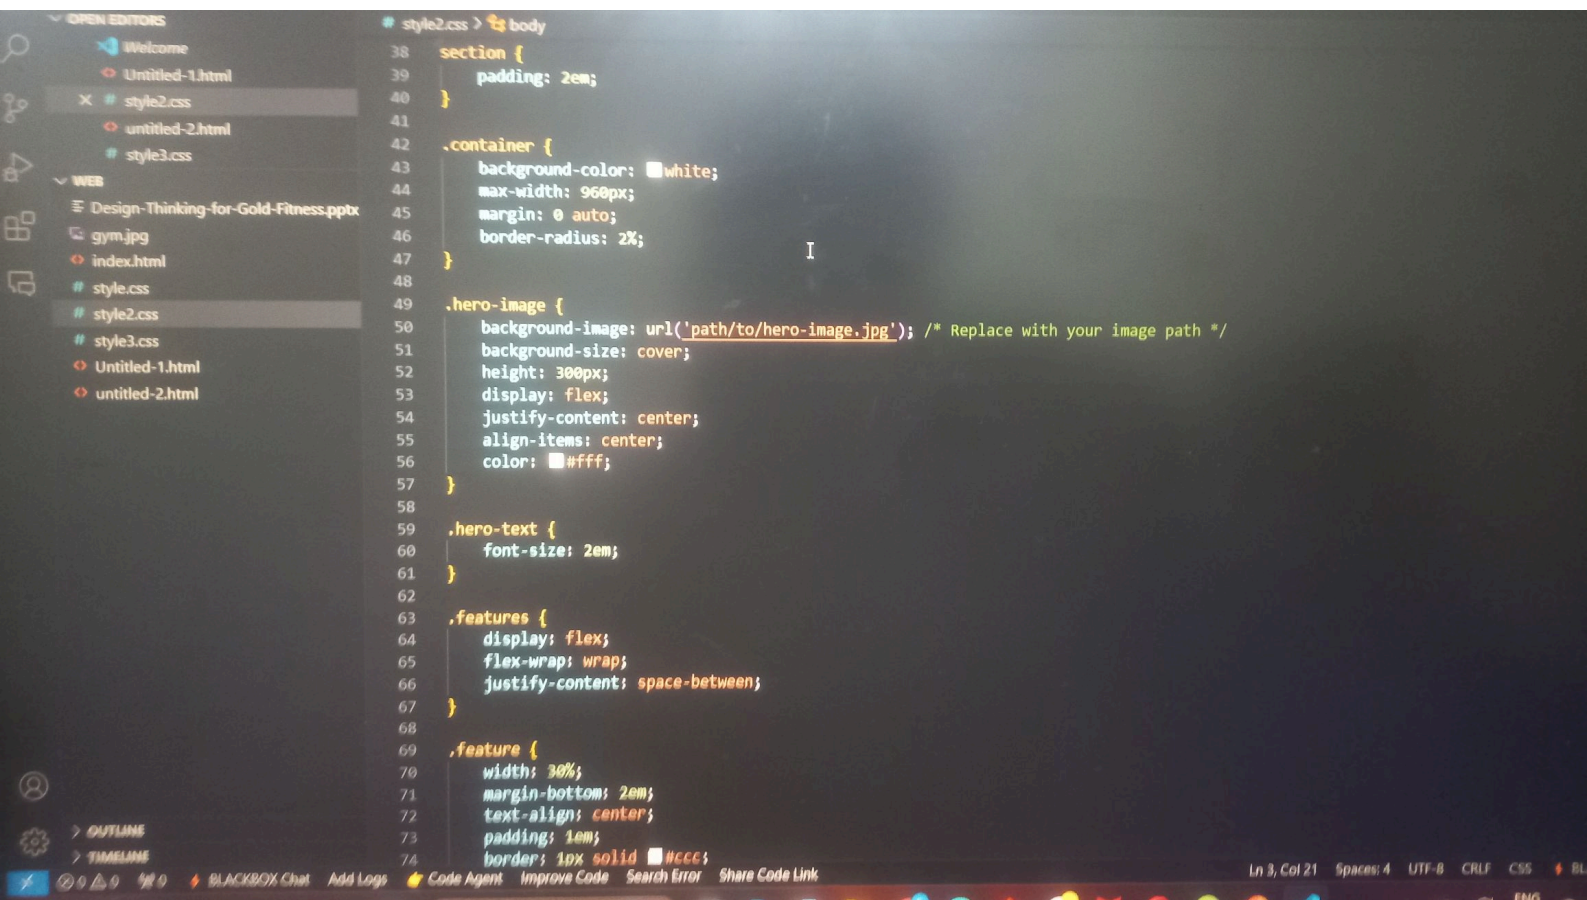 OPEN EDITORS
Welcome
Untitled-1.html
style2.css
untitled-2.html
style3.css
WEB
Design-Thinking-for-Gold-Fitness.pptx
gym.jpg
index.html
style.css
style2.css
style3.css
Untitled-1.html
untitled-2.html
OUTLINE
TIMELINE
style2.css > body
38 section {
39 padding: 2em;
40 }
41
42 .container {
43 background-color: white;
44 max-width: 960px;
45 margin: 0 auto;
46 border-radius: 2%;
47 }
48
49 .hero-image {
50 background-image: url('path/to/hero-image.jpg'); /* Replace with your image path */
51 background-size: cover;
52 height: 300px;
53 display: flex;
54 justify-content: center;
55 align-items: center;
56 color: #fff;
57 }
58
59 .hero-text {
60 font-size: 2em;
61 }
62
63 .features {
64 display: flex;
65 flex-wrap: wrap;
66 justify-content: space-between;
67 }
68
69 .feature {
70 width: 30%;
71 margin-bottom: 2em;
72 text-align: center;
73 padding: 1em;
74 border: 1px solid #ccc;
0 0 0 BLACKBOX Chat Add Logs Code Agent Improve Code Search Error Share Code Link Ln 3, Col 21 Spaces: 4 UTF-8 CRLF CSS BL
ENG